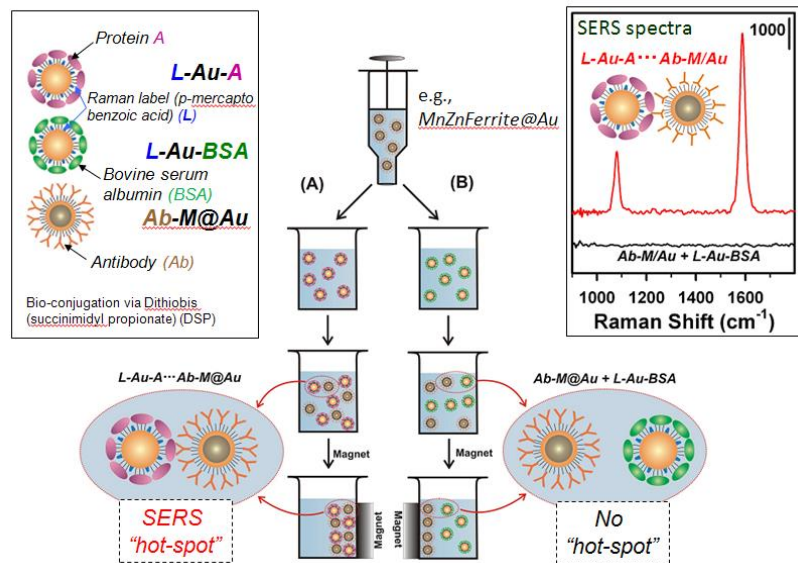 Protein A
L-Au-A
Raman label (p-mercapto
benzoic acid) (L)
L-Au-BSA
Bovine serum
albumin (BSA)
Ab-M@Au
Antibody (Ab)
Bio-conjugation via Dithiobis
(succinimidyl propionate) (DSP)
e.g.,
MnZnFerrite@Au
(A)
(B)
SERS spectra
1000
L-Au-A···Ab-M/Au
Ab-M/Au + L-Au-BSA
1000 1200 1400 1600
Raman Shift (cm-1)
L-Au-A···Ab-M@Au
Ab-M@Au + L-Au-BSA
Magnet
Magnet
SERS
"hot-spot"
Magnet
Magnet
No
"hot-spot"